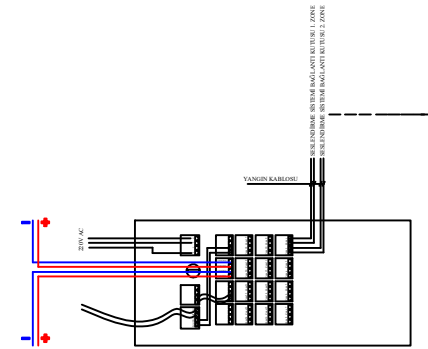 SESLENDİRME SİSTEMİ BAĞLANTI KUTUSU 1. ZONE
SESLENDİRME SİSTEMİ BAĞLANTI KUTUSU 2. ZONE
YANGIN KABLOSU
220V AC